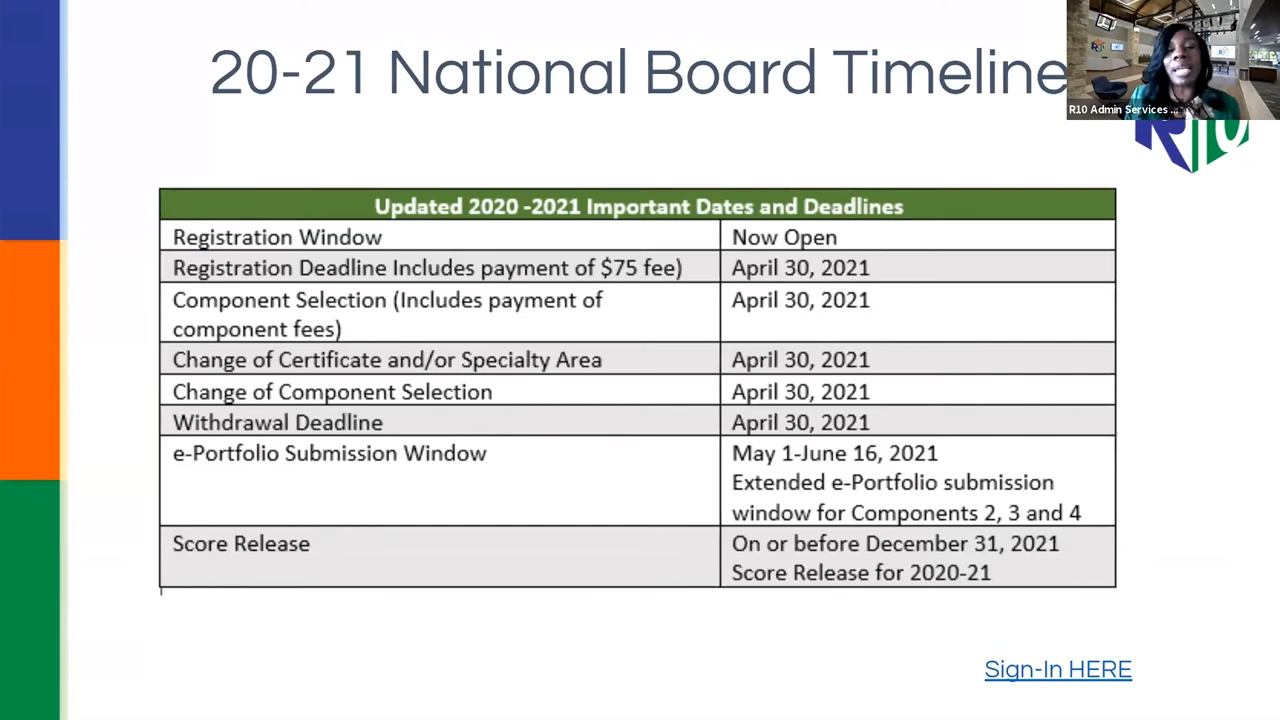 20-21 National Board Timeline
R10 Admin Services ...
R10
Updated 2020 -2021 Important Dates and Deadlines
Registration Window Now Open
Registration Deadline Includes payment of $75 fee) April 30, 2021
Component Selection (Includes payment of April 30, 2021
component fees)
Change of Certificate and/or Specialty Area April 30, 2021
Change of Component Selection April 30, 2021
Withdrawal Deadline April 30, 2021
e-Portfolio Submission Window May 1-June 16, 2021
Extended e-Portfolio submission
window for Components 2, 3 and 4
Score Release On or before December 31, 2021
Score Release for 2020-21
Sign-In HERE